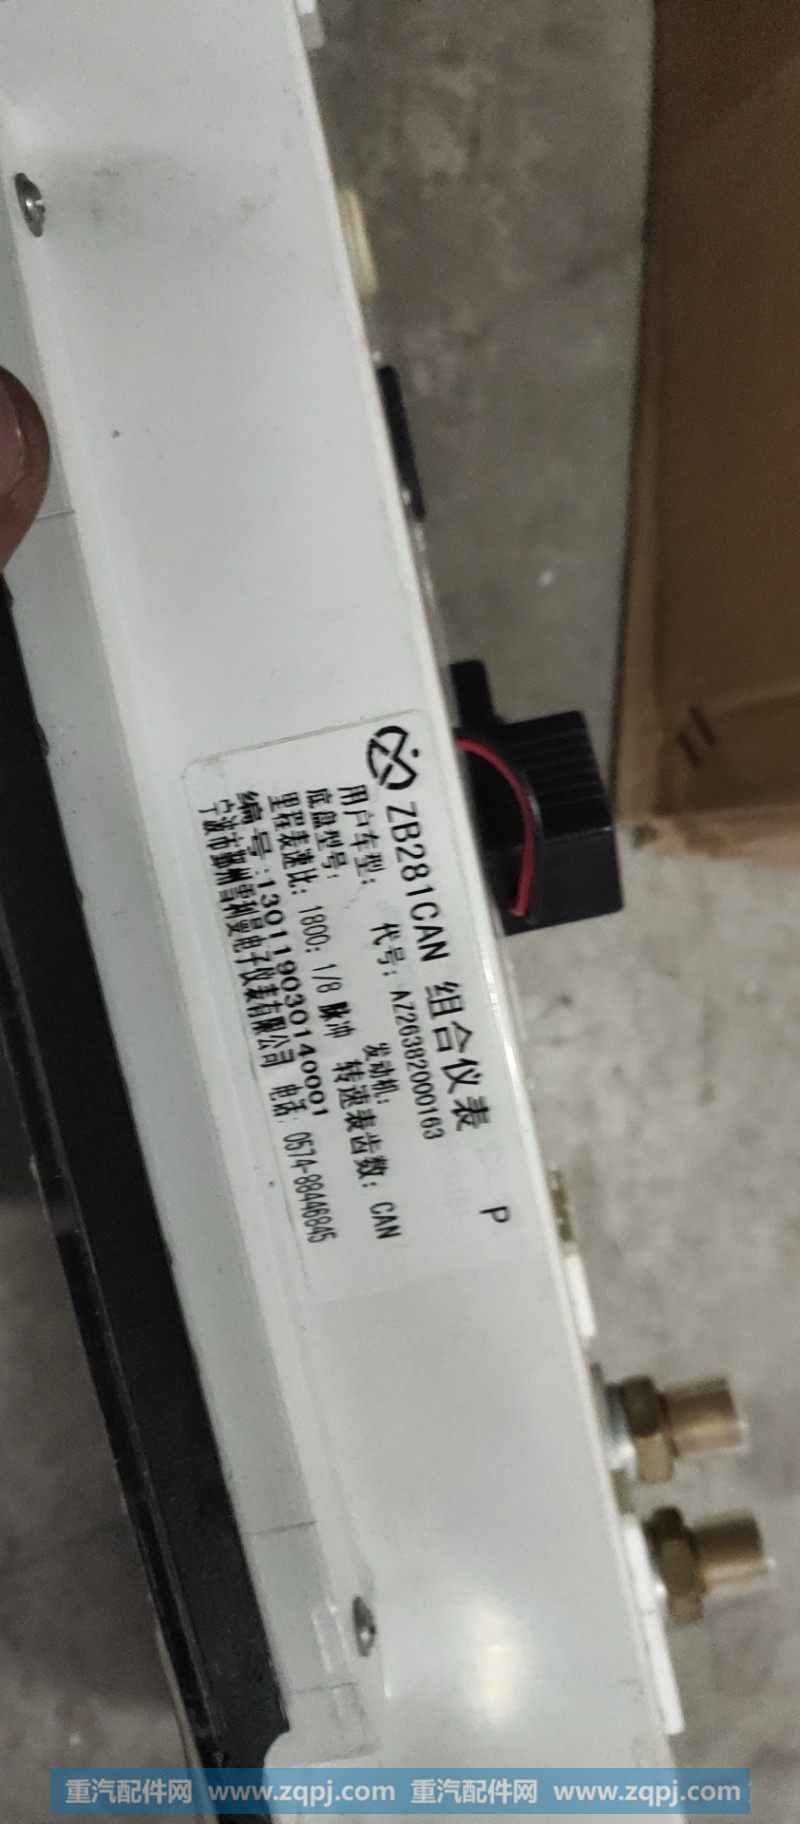 ZB281CAN 组合仪表 P
代号: AZ26382000163
用户车型: 发动机:
底盘型号: 转速表齿数: CAN
里程表速比: 1800: 1/8 脉冲
编号:130119030140001
宁波市鄞州雪利曼电子仪表有限公司 电话: 0574-88446845
重汽配件网 www.zqpj.com 重汽配件网 www.zqpj.com